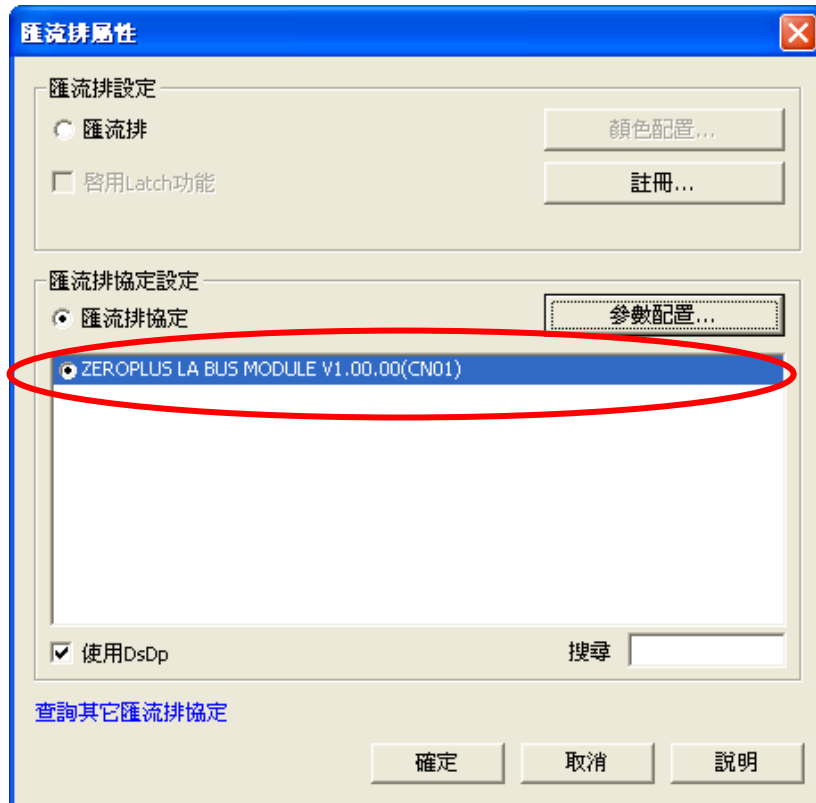 匯流排屬性
匯流排設定
匯流排
顏色配置...
啓用Latch功能
註冊...
匯流排協定設定
匯流排協定
參數配置...
ZEROPLUS LA BUS MODULE V1.00.00(CN01)
使用DsDp
搜尋
查詢其它匯流排協定
確定
取消
說明